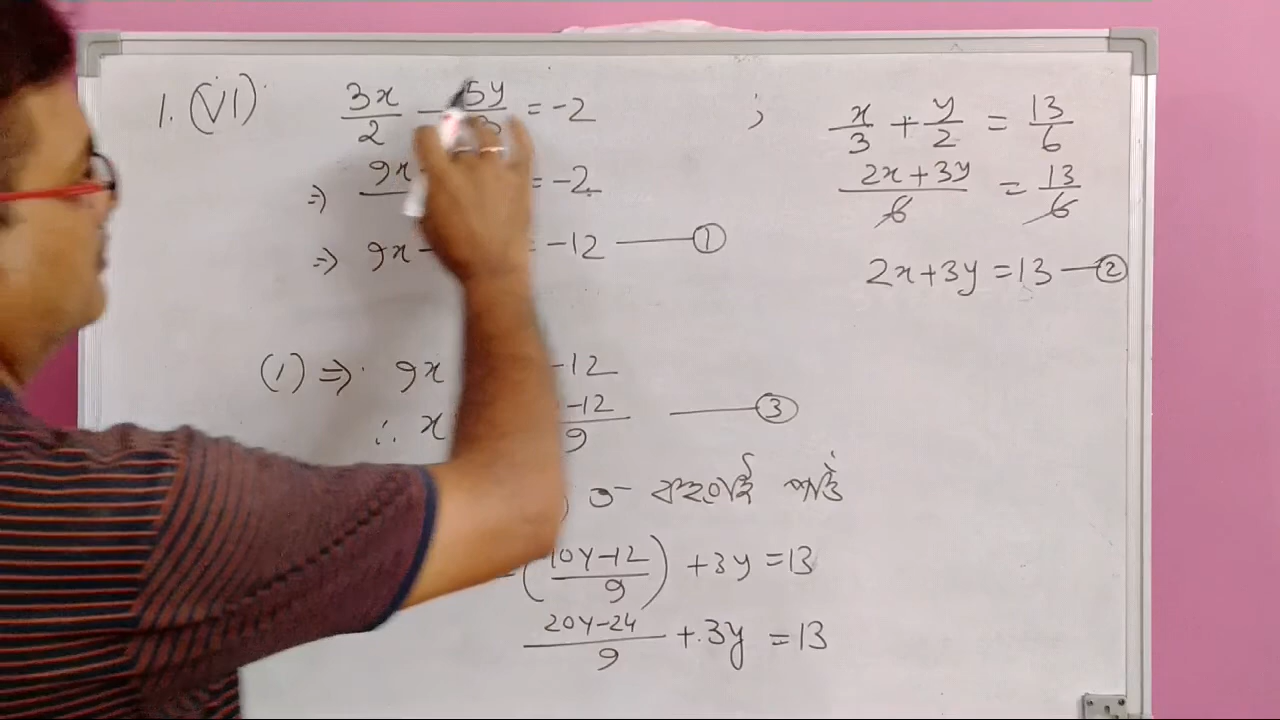 1. (vi) 3x/2 - 5y/3 = -2 ; x/3 + y/2 = 13/6
⇒ 9x = -2 2x+3y/6 = 13/6
⇒ 9x - = -12 —— ① 2x+3y = 13 — ②
(1) ⇒ 9x -12
∴ x -12/9 —— ③
(10y-12/9) + 3y = 13
20y-24/9 + 3y = 13